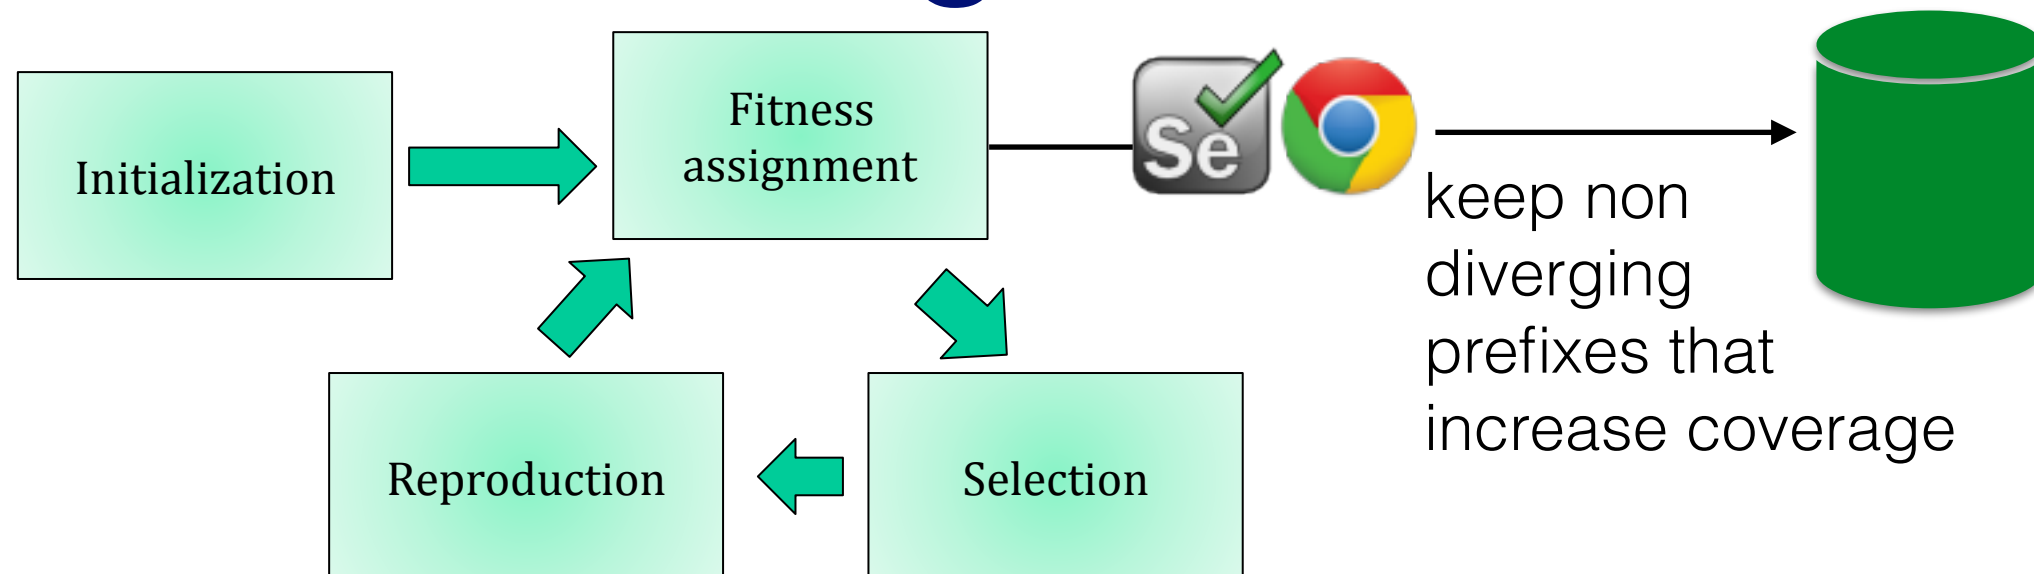 Initialization
Fitness
assignment
Se
keep non
diverging
prefixes that
increase coverage
Reproduction
Selection